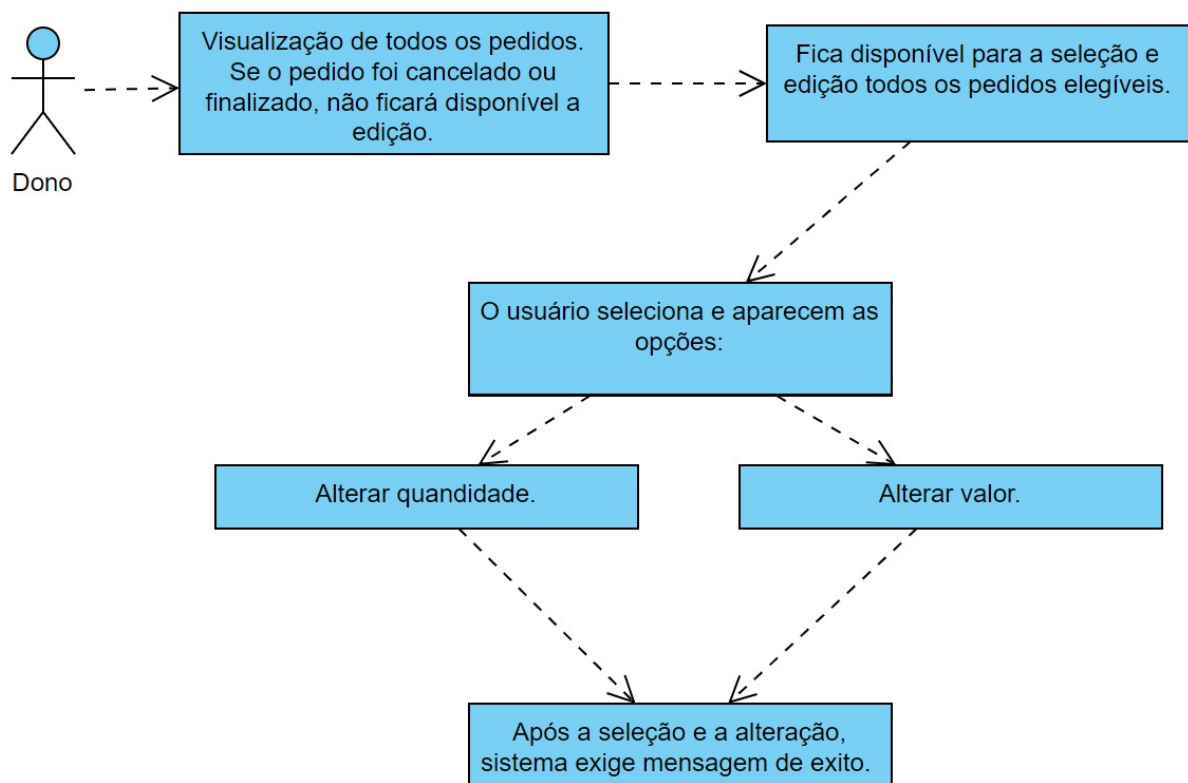 Visualização de todos os pedidos.
Se o pedido foi cancelado ou
finalizado, não ficará disponível a
edição.
Fica disponível para a seleção e
edição todos os pedidos elegíveis.
Dono
O usuário seleciona e aparecem as
opções:
Alterar quandidade.
Alterar valor.
Após a seleção e a alteração,
sistema exige mensagem de exito.